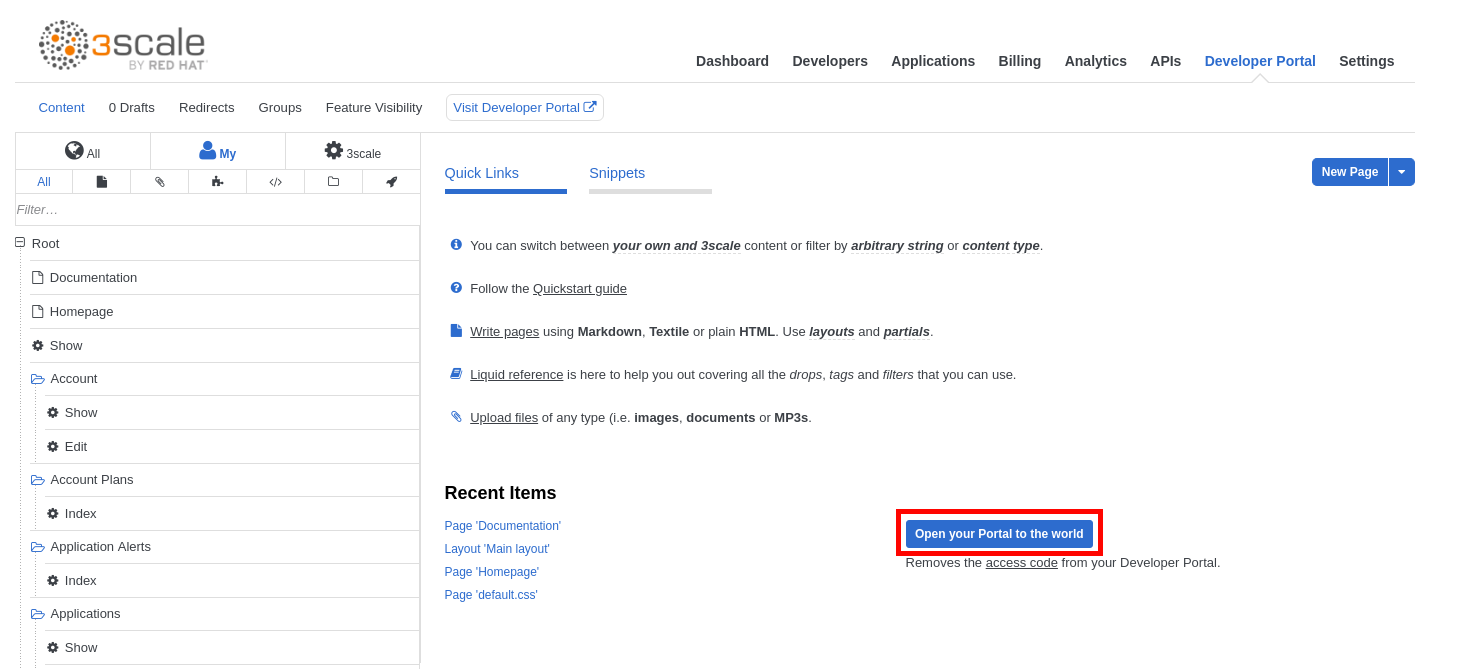 3scale
BY RED HAT
Dashboard Developers Applications Billing Analytics APIs Developer Portal Settings
Content 0 Drafts Redirects Groups Feature Visibility Visit Developer Portal
All My 3scale
All
Filter…
Root
Documentation
Homepage
Show
Account
Show
Edit
Account Plans
Index
Application Alerts
Index
Applications
Show
Quick Links Snippets
New Page
You can switch between your own and 3scale content or filter by arbitrary string or content type.
Follow the Quickstart guide
Write pages using Markdown, Textile or plain HTML. Use layouts and partials.
Liquid reference is here to help you out covering all the drops, tags and filters that you can use.
Upload files of any type (i.e. images, documents or MP3s.
Recent Items
Page 'Documentation'
Layout 'Main layout'
Page 'Homepage'
Page 'default.css'
Open your Portal to the world
Removes the access code from your Developer Portal.